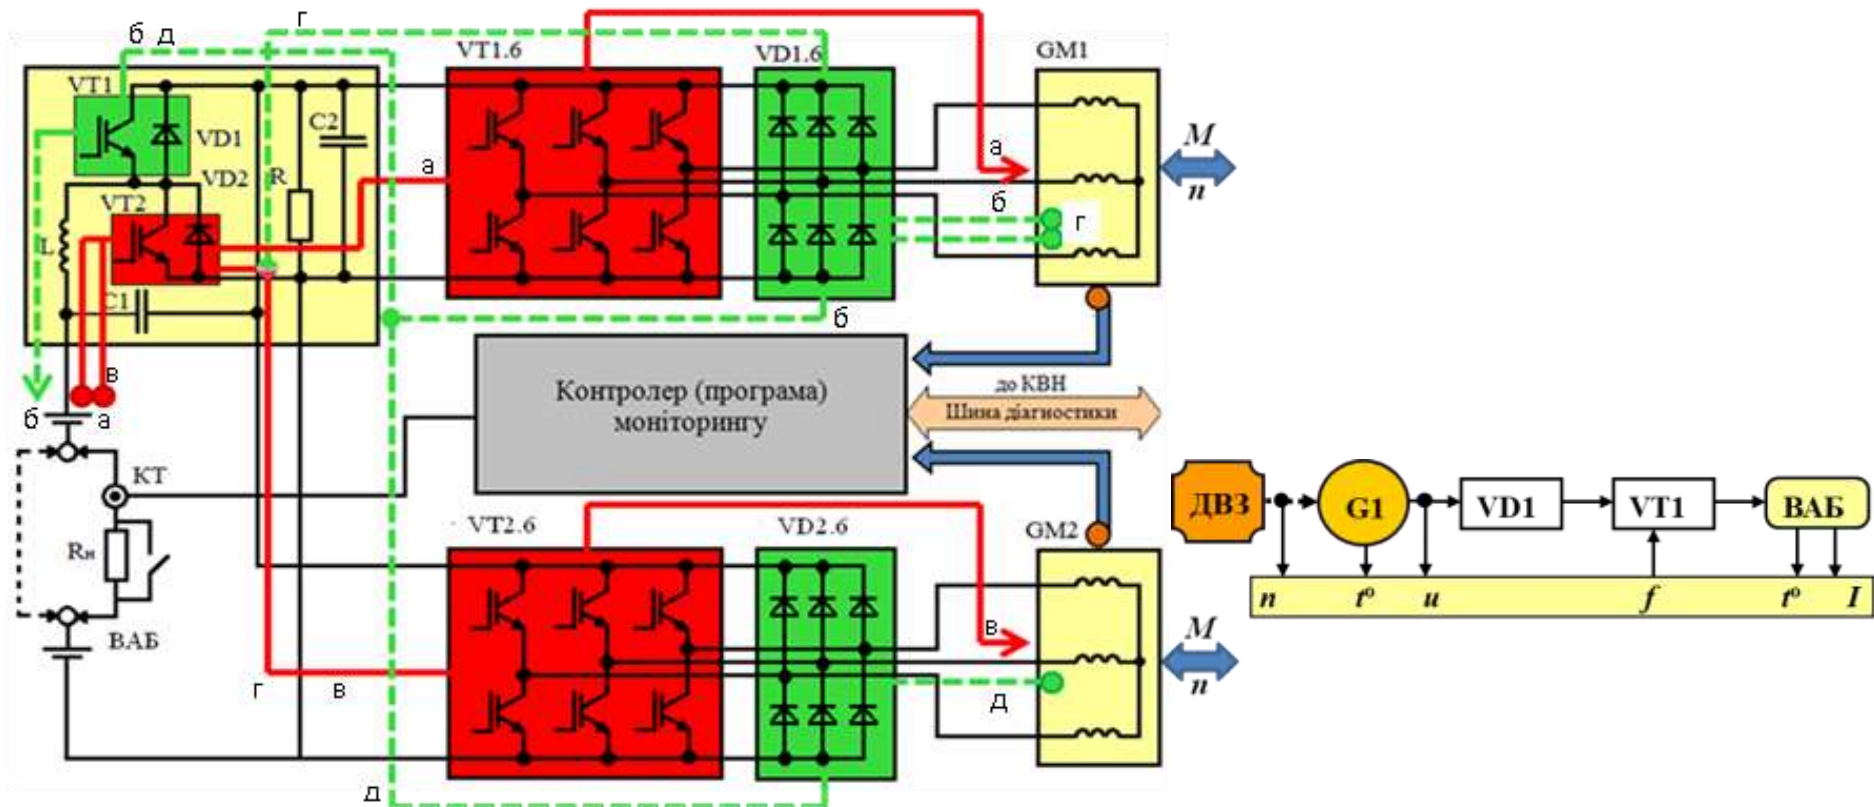 г
б д
VT1.6
VD1.6
GM1
VT1
VD1
C2
M
n
а
а
R
VD2
VT2
L
б
г
C1
б
в
б
а
Контролер (програма)
моніторингу
до КВН
Шина діагностики
КТ
Rн
ВАБ
VT2.6
VD2.6
GM2
ДВЗ
G1
VD1
VT1
ВАБ
n
t°
u
f
t°
I
в
M
n
г
в
д
д